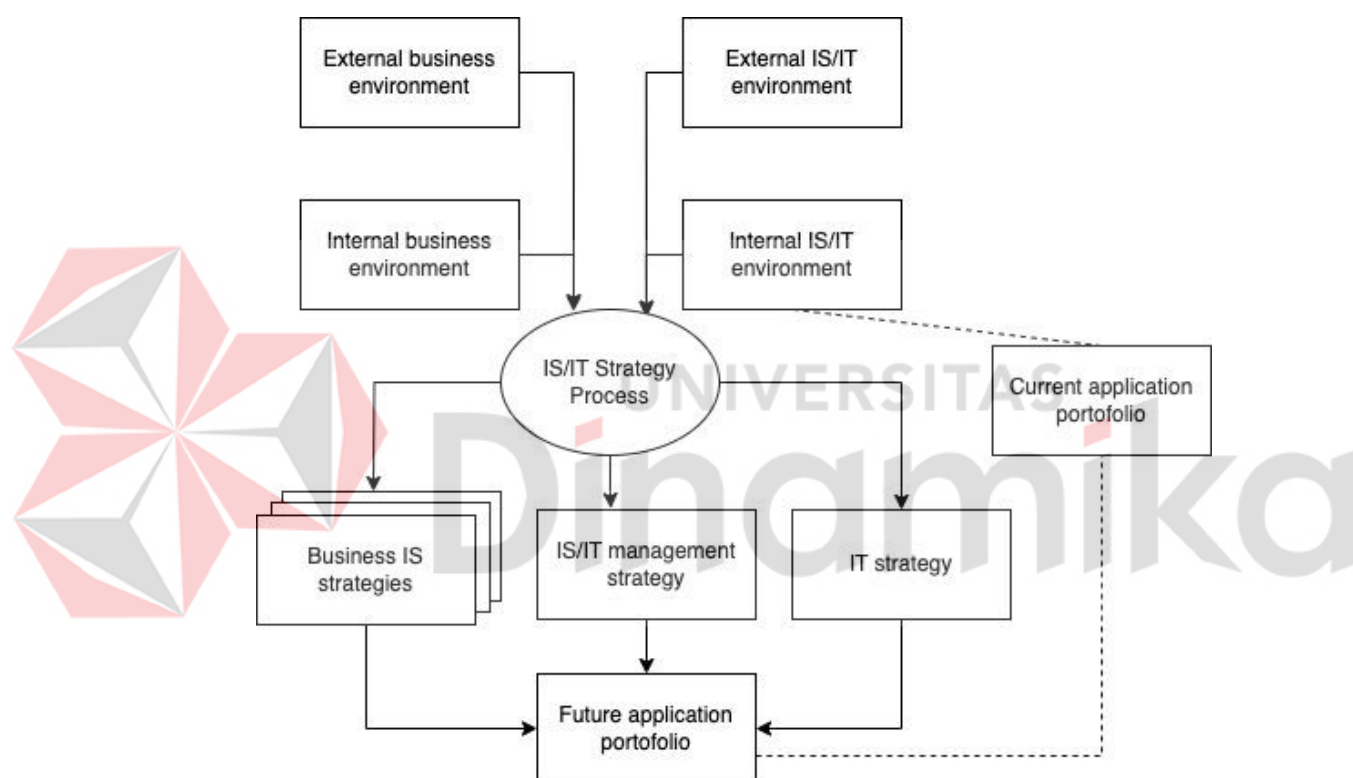 External business
environment
External IS/IT
environment
Internal business
environment
Internal IS/IT
environment
IS/IT Strategy
Process
UNIVERSITAS
Dinamika
Current application
portofolio
Business IS
strategies
IS/IT management
strategy
IT strategy
Future application
portofolio